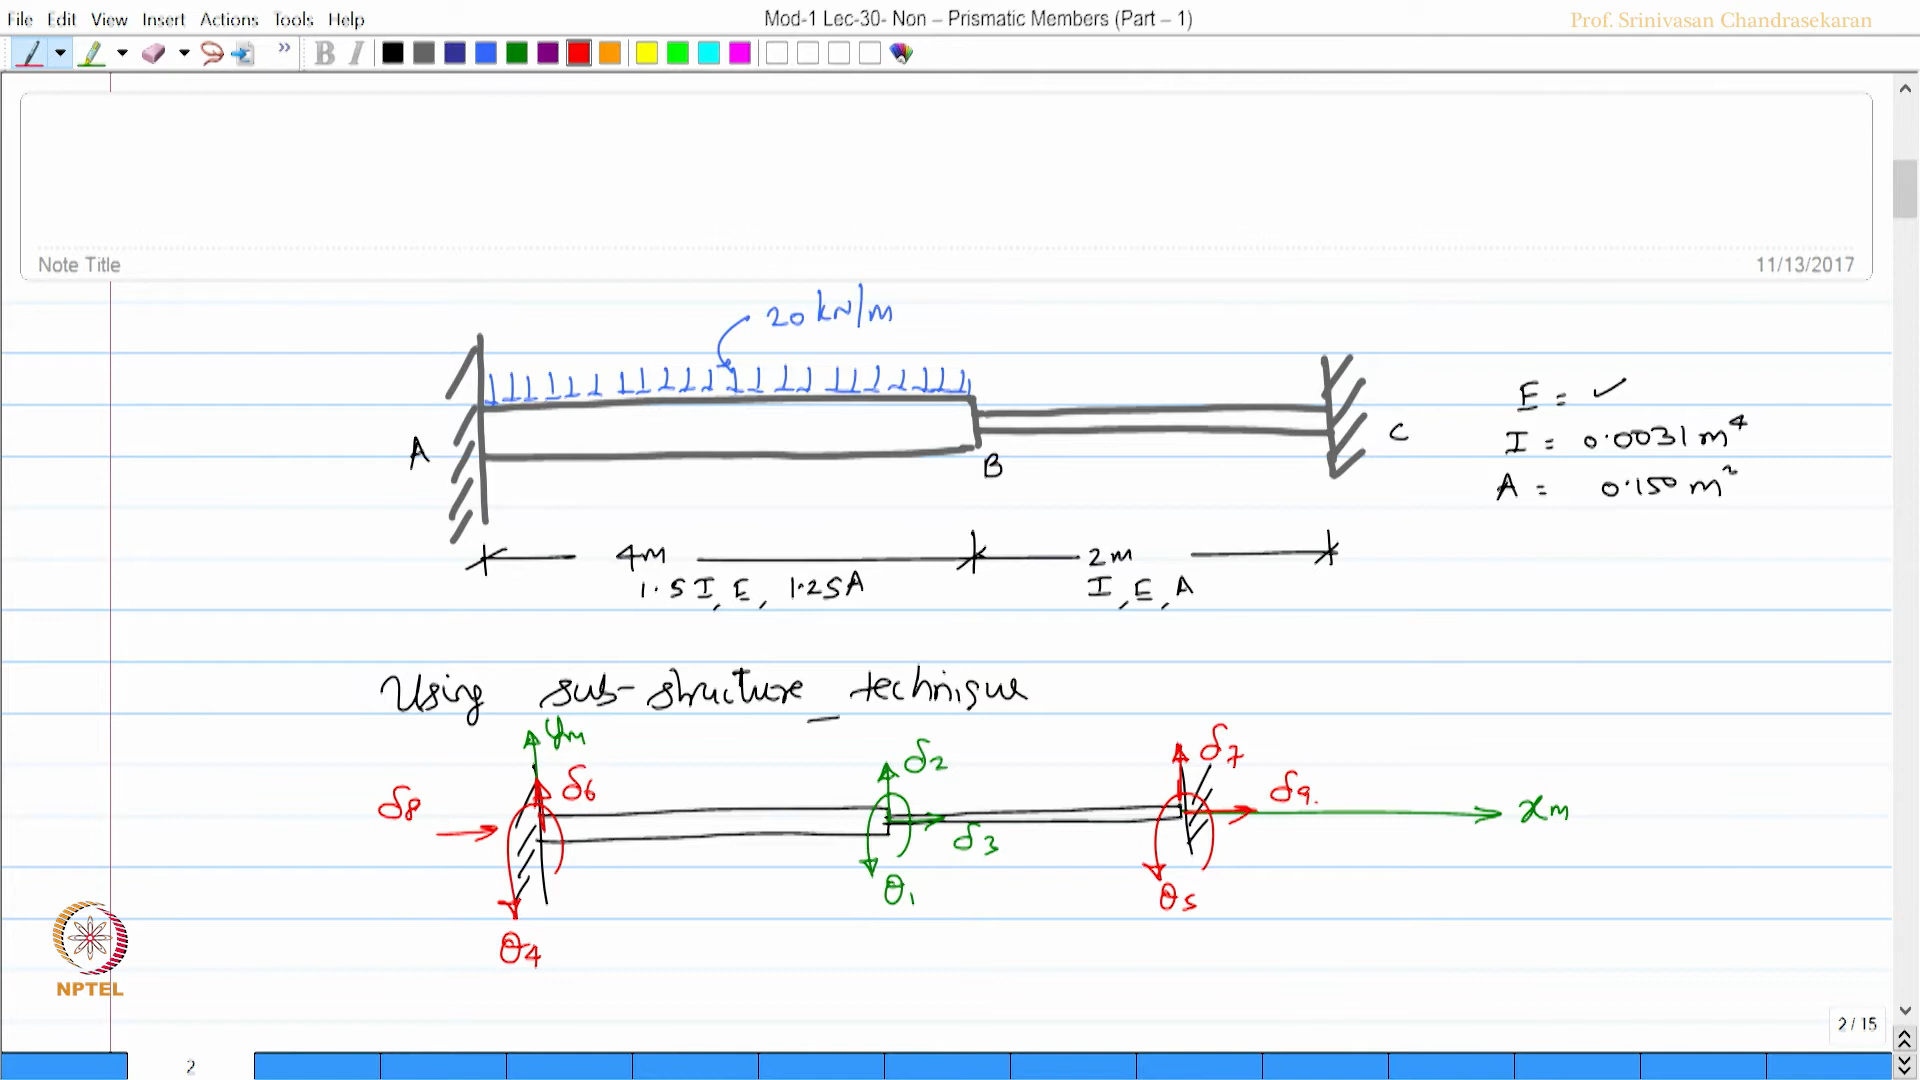 File Edit View Insert Actions Tools Help
Mod-1 Lec-30- Non – Prismatic Members (Part – 1)
Prof. Srinivasan Chandrasekaran
B I
Note Title
11/13/2017
20 kN/m
A
B
C
E = ✓
I = 0.0031 m⁴
A = 0.150 m²
4m
2m
1.5 I, E, 1.25A
I, E, A
Using sub-structure technique
ym
δ8
δ6
δ2
δ7
δ9.
xm
δ3
θ1
θ5
θ4
NPTEL
2 / 15
2